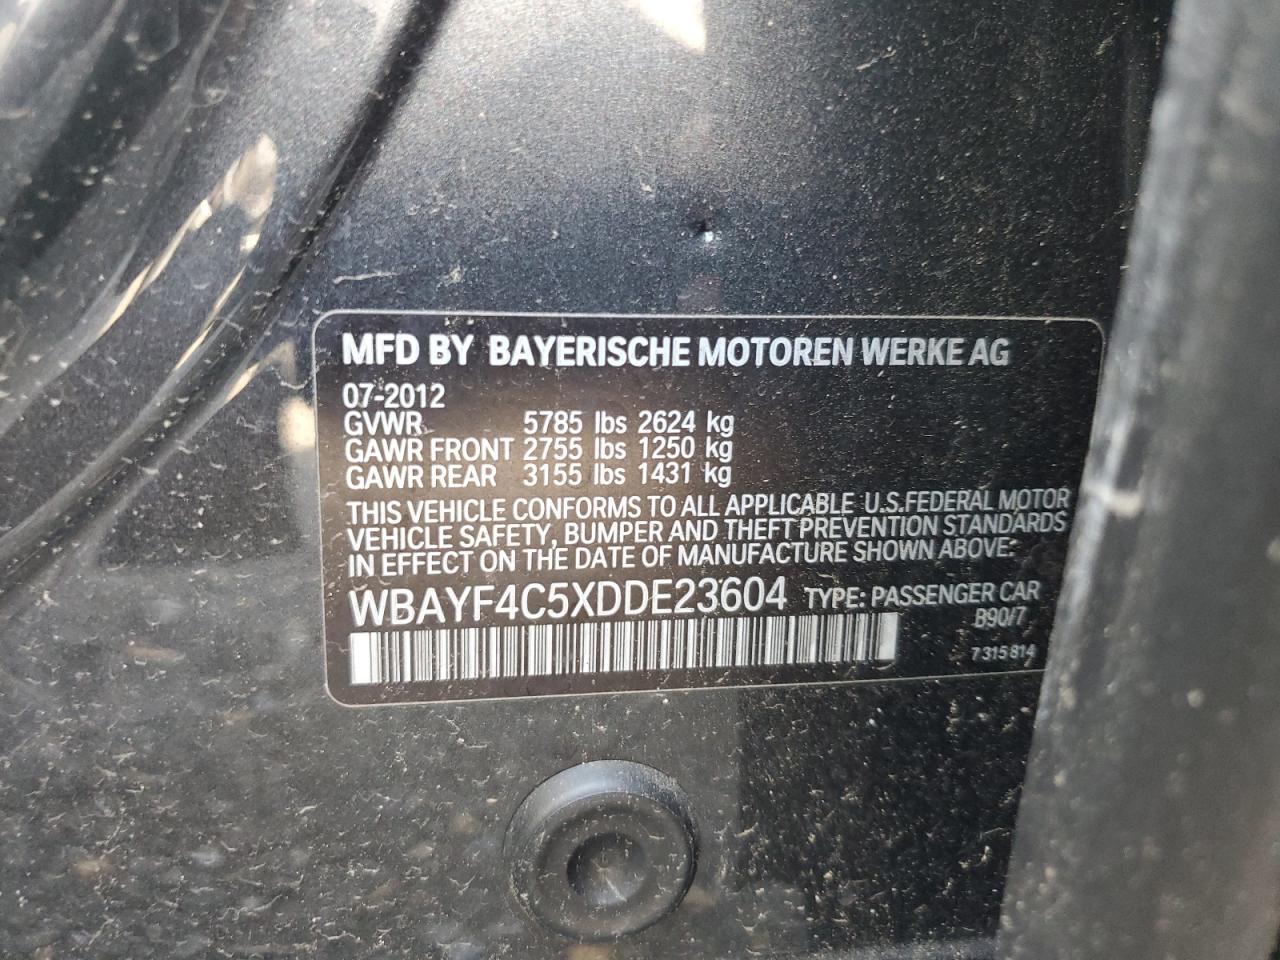 MFD BY BAYERISCHE MOTOREN WERKE AG
07-2012
GVWR 5785 lbs 2624 kg
GAWR FRONT 2755 lbs 1250 kg
GAWR REAR 3155 lbs 1431 kg
THIS VEHICLE CONFORMS TO ALL APPLICABLE U.S.FEDERAL MOTOR
VEHICLE SAFETY, BUMPER AND THEFT PREVENTION STANDARDS
IN EFFECT ON THE DATE OF MANUFACTURE SHOWN ABOVE:
WBAYF4C5XDDE23604 TYPE: PASSENGER CAR
B90/7
7 315 814